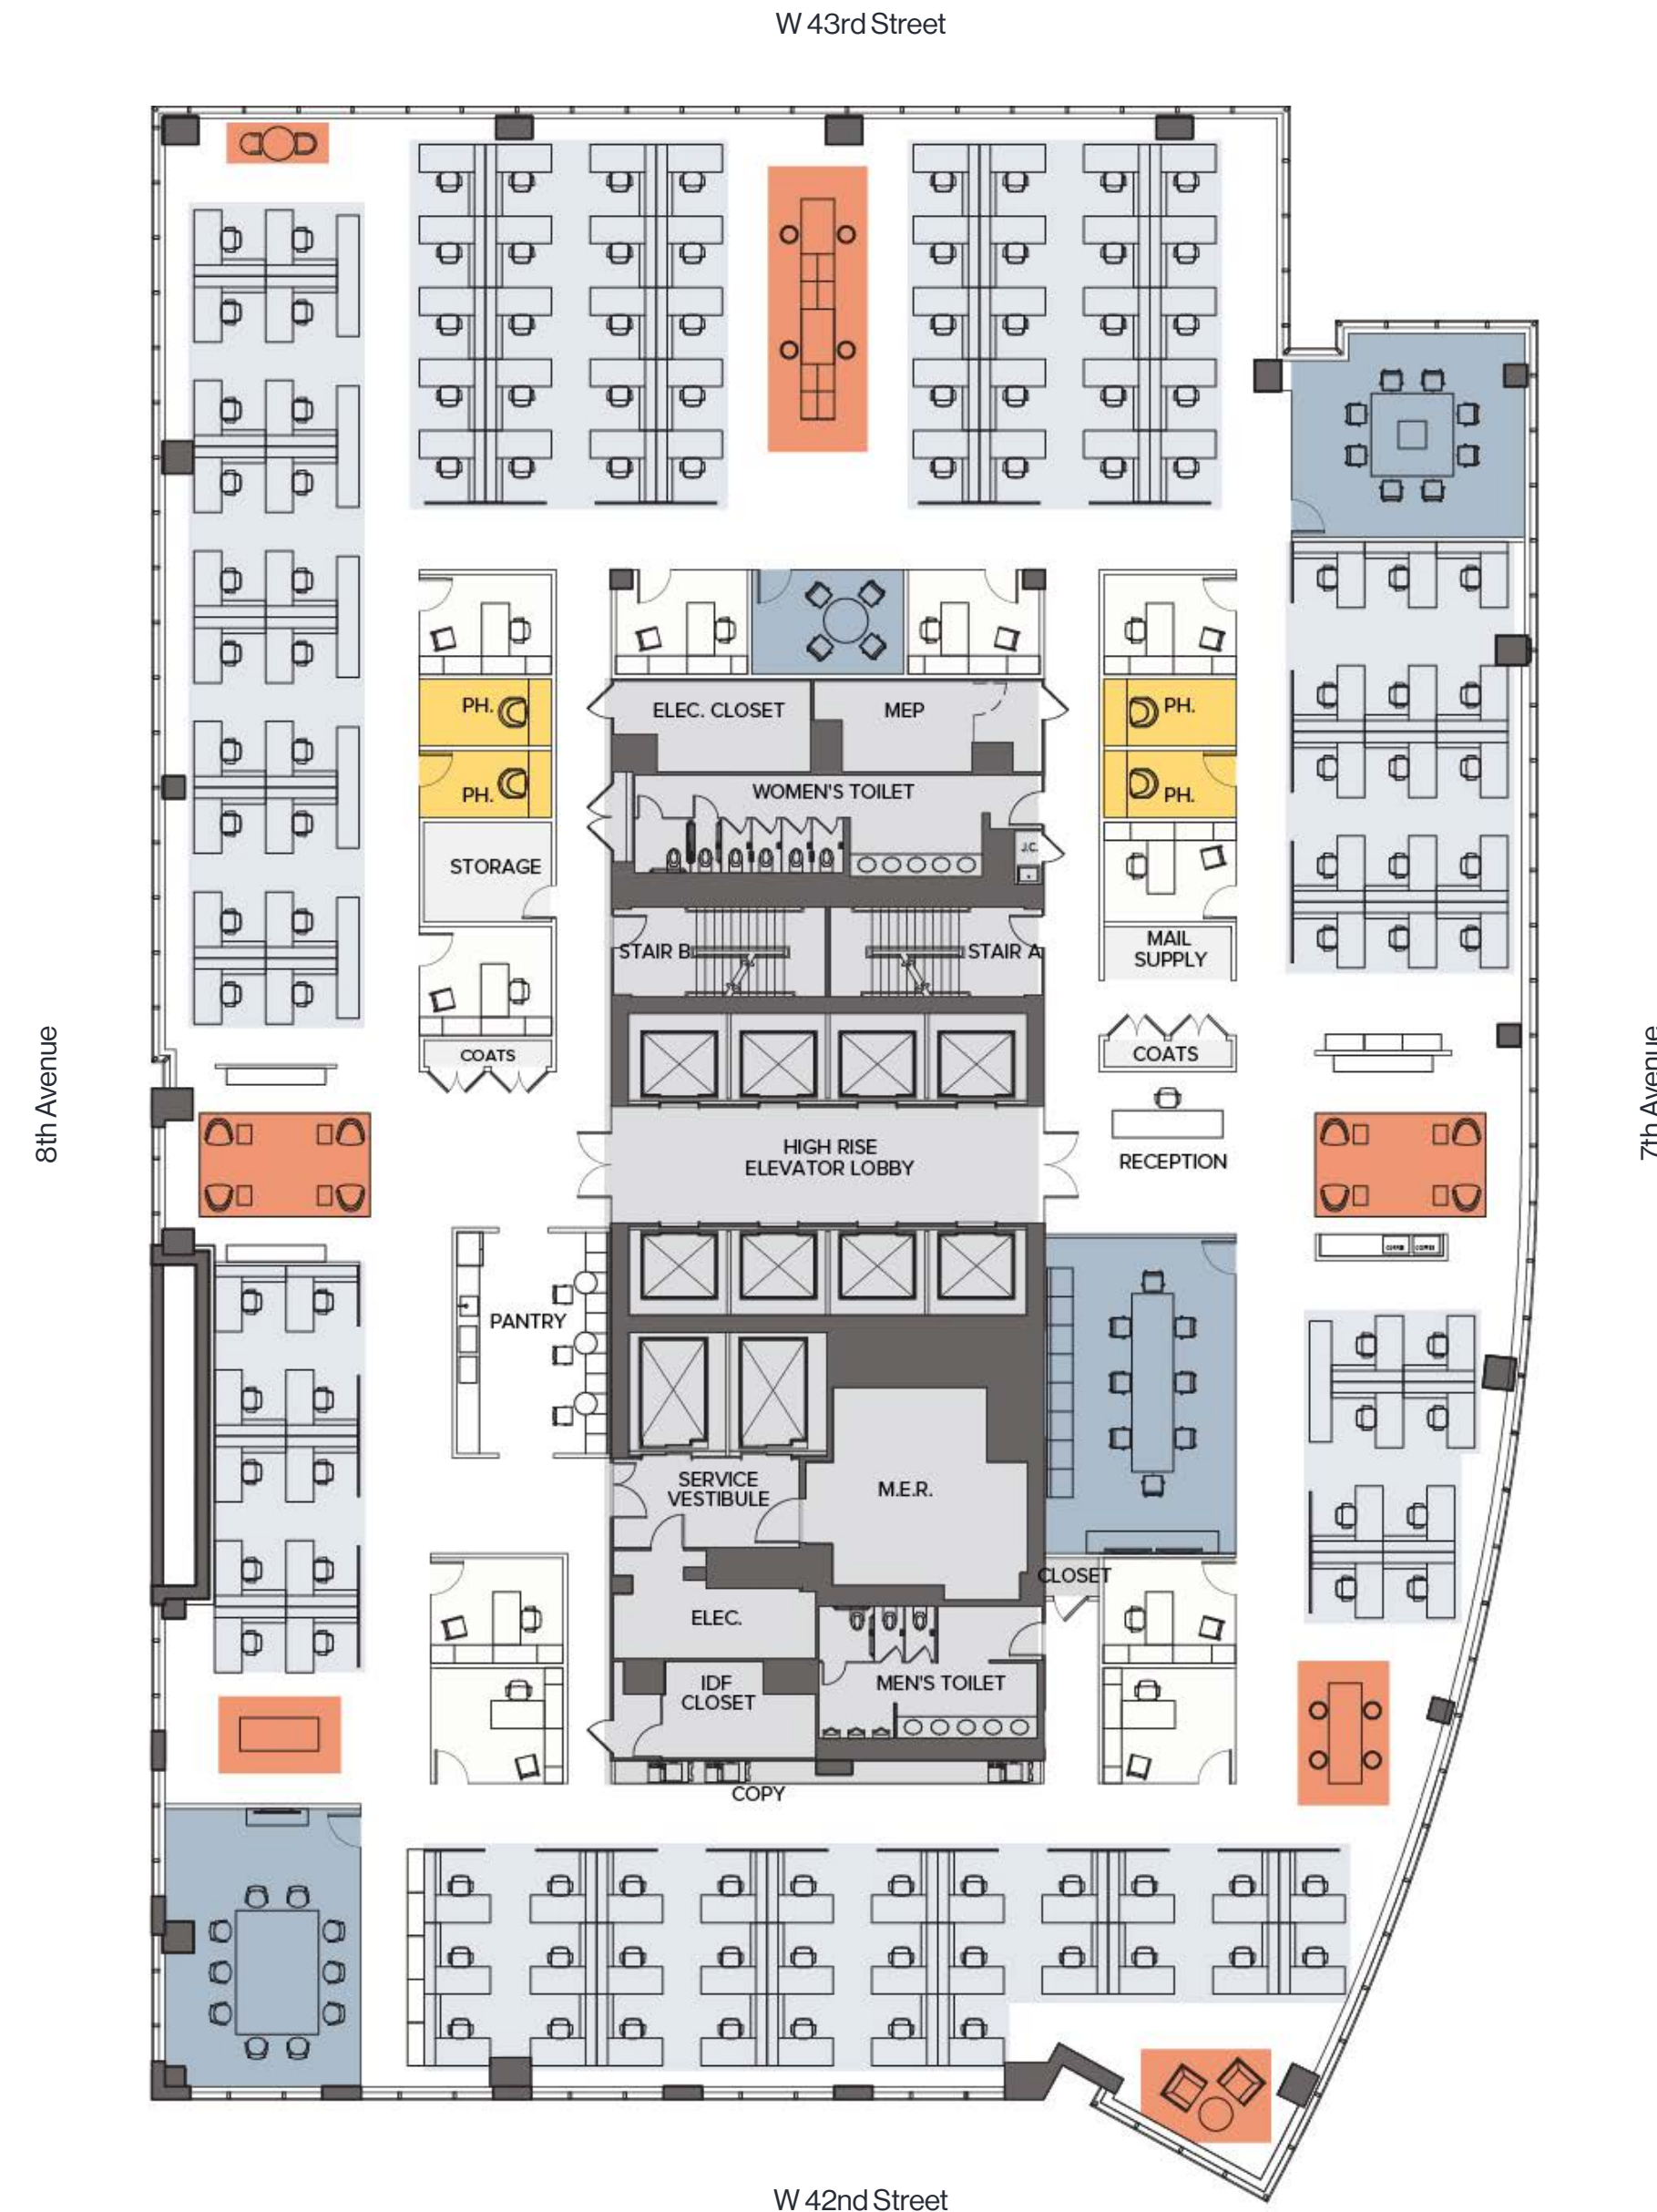 W 43rd Street
PH.
ELEC. CLOSET
MEP
PH.
PH.
WOMEN'S TOILET
PH.
J.C.
STORAGE
STAIR B
STAIR A
MAIL
SUPPLY
8th Avenue
7th Avenue
COATS
COATS
HIGH RISE
ELEVATOR LOBBY
RECEPTION
PANTRY
SERVICE
VESTIBULE
M.E.R.
CLOSET
ELEC.
IDF
CLOSET
MEN'S TOILET
COPY
W 42nd Street